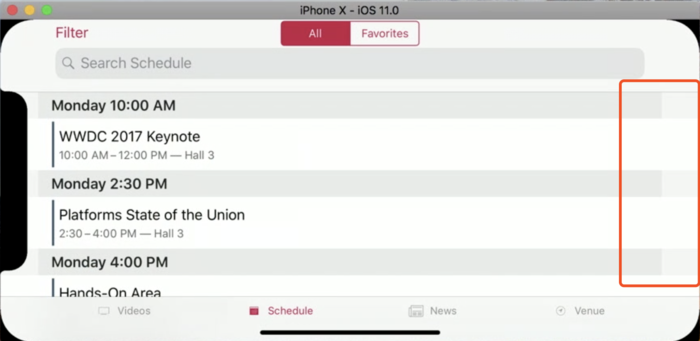 iPhone X - iOS 11.0
Filter
All
Favorites
Search Schedule
Monday 10:00 AM
WWDC 2017 Keynote
10:00 AM – 12:00 PM — Hall 3
Monday 2:30 PM
Platforms State of the Union
2:30 – 4:00 PM — Hall 3
Monday 4:00 PM
Hands-On Area
Videos
Schedule
News
Venue